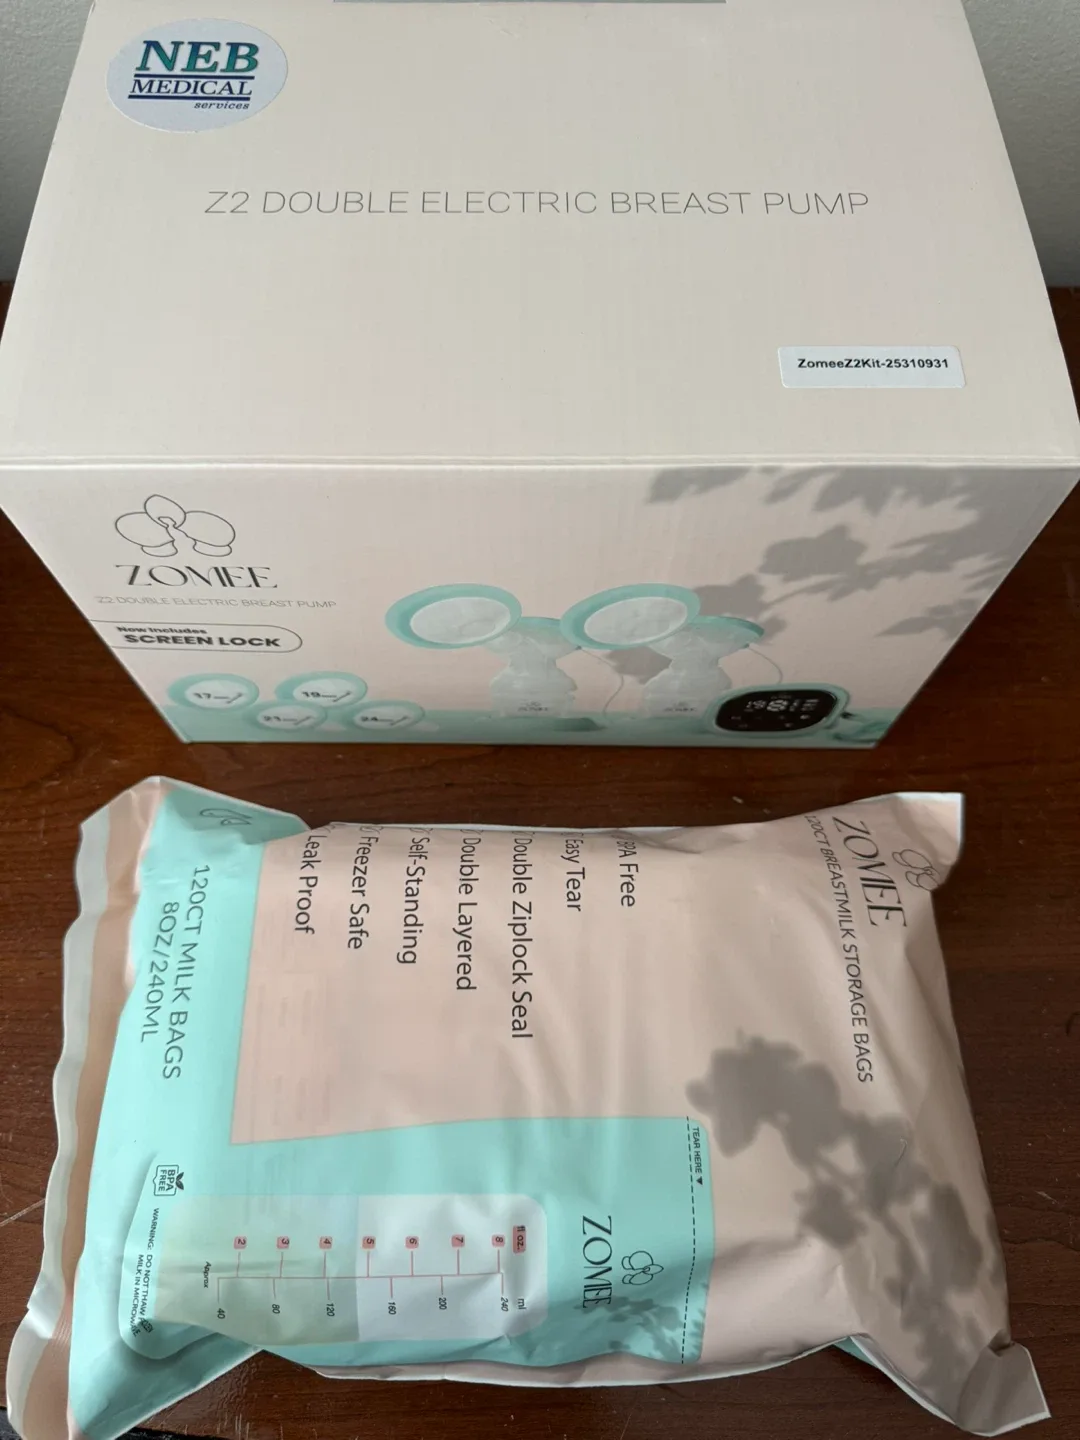 NEB
MEDICAL
services
Z2 DOUBLE ELECTRIC BREAST PUMP
ZomeeZ2Kit-25310931
ZOMEE
Z2 DOUBLE ELECTRIC BREAST PUMP
Now Includes
SCREEN LOCK
17
19
21
24
ZOMEE
120CT BREASTMILK STORAGE BAGS
BPA Free
Easy Tear
Double Ziplock Seal
Double Layered
Self-Standing
Freezer Safe
Leak Proof
120CT MILK BAGS
8OZ/240ML
TEAR HERE
ZOMEE
fl oz.
ml
8
240
7
200
6
160
5
4
120
3
80
2
40
Approx
BPA
FREE
WARNING: DO NOT THAW
MILK IN MICROWAVE